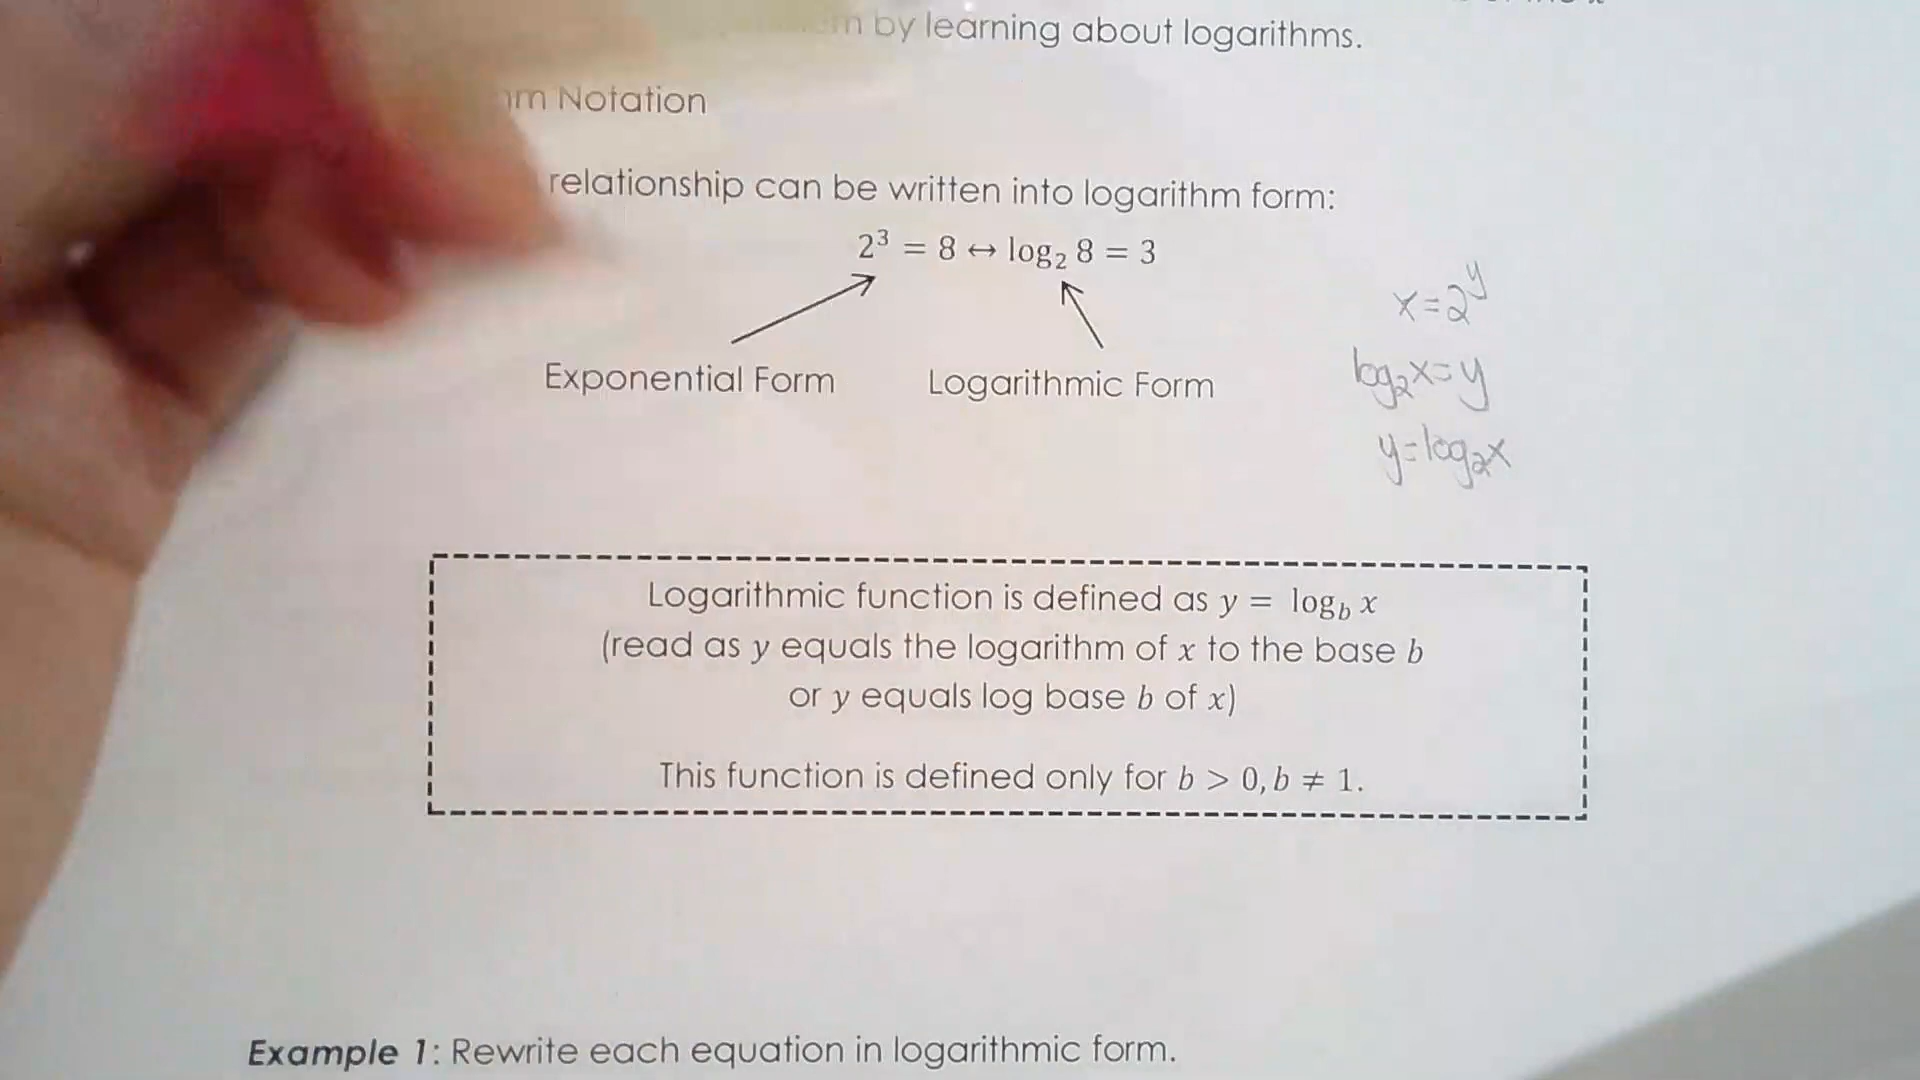 by learning about logarithms.
Notation
relationship can be written into logarithm form:
2³ = 8 ↔ log₂ 8 = 3
x=2ʸ
Exponential Form Logarithmic Form
log₂x=y
y=log₂x
Logarithmic function is defined as y = log_b x
(read as y equals the logarithm of x to the base b
or y equals log base b of x)
This function is defined only for b > 0, b ≠ 1.
Example 1: Rewrite each equation in logarithmic form.